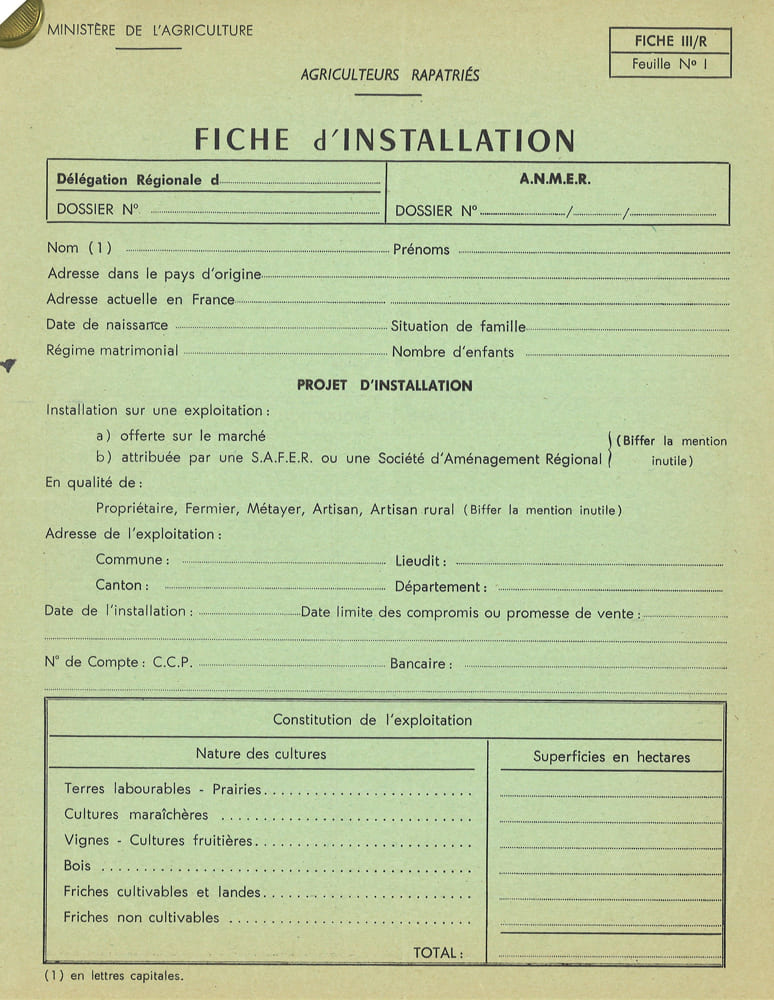 MINISTÈRE DE L'AGRICULTURE
FICHE III/R
Feuille Nº I
AGRICULTEURS RAPATRIÉS
FICHE d'INSTALLATION
Délégation Régionale d
A.N.M.E.R.
DOSSIER Nº
DOSSIER Nº / /
Nom (1) Prénoms
Adresse dans le pays d'origine
Adresse actuelle en France
Date de naissance Situation de famille
Régime matrimonial Nombre d'enfants
PROJET D'INSTALLATION
Installation sur une exploitation :
a) offerte sur le marché
b) attribuée par une S.A.F.E.R. ou une Société d'Aménagement Régional
(Biffer la mention
inutile)
En qualité de :
Propriétaire, Fermier, Métayer, Artisan, Artisan rural (Biffer la mention inutile)
Adresse de l'exploitation :
Commune : Lieudit :
Canton : Département :
Date de l'installation : Date limite des compromis ou promesse de vente :
N° de Compte : C.C.P. Bancaire :
Constitution de l'exploitation
Nature des cultures
Superficies en hectares
Terres labourables - Prairies
Cultures maraîchères
Vignes - Cultures fruitières
Bois
Friches cultivables et landes
Friches non cultivables
TOTAL :
(1) en lettres capitales.